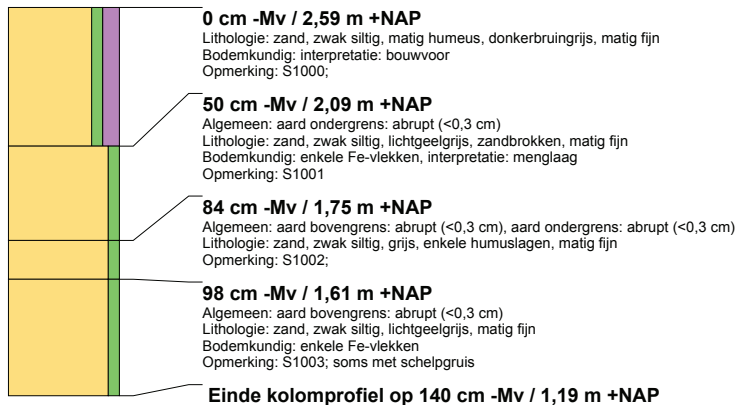 0 cm -Mv / 2,59 m +NAP
Lithologie: zand, zwak siltig, matig humeus, donkerbruingrijs, matig fijn
Bodemkundig: interpretatie: bouwvoor
Opmerking: S1000;
50 cm -Mv / 2,09 m +NAP
Algemeen: aard ondergrens: abrupt (<0,3 cm)
Lithologie: zand, zwak siltig, lichtgeelgrijs, zandbrokken, matig fijn
Bodemkundig: enkele Fe-vlekken, interpretatie: menglaag
Opmerking: S1001
84 cm -Mv / 1,75 m +NAP
Algemeen: aard bovengrens: abrupt (<0,3 cm), aard ondergrens: abrupt (<0,3 cm)
Lithologie: zand, zwak siltig, grijs, enkele humuslagen, matig fijn
Opmerking: S1002;
98 cm -Mv / 1,61 m +NAP
Algemeen: aard bovengrens: abrupt (<0,3 cm)
Lithologie: zand, zwak siltig, lichtgeelgrijs, matig fijn
Bodemkundig: enkele Fe-vlekken
Opmerking: S1003; soms met schelpgruis
Einde kolomprofiel op 140 cm -Mv / 1,19 m +NAP